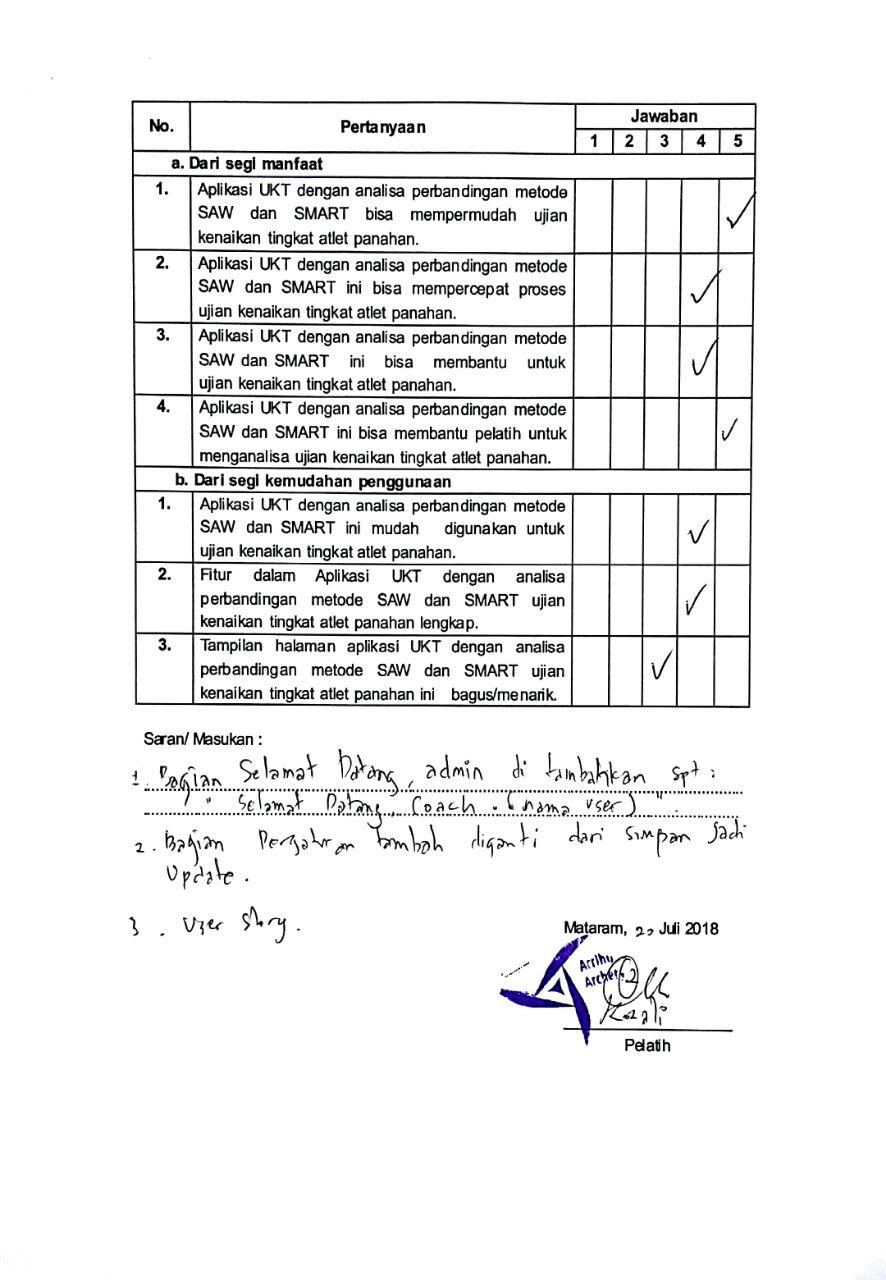 No. Pertanyaan Jawaban
1 2 3 4 5
a. Dari segi manfaat
1. Aplikasi UKT dengan analisa perbandingan metode
SAW dan SMART bisa mempermudah ujian
kenaikan tingkat atlet panahan.
2. Aplikasi UKT dengan analisa perbandingan metode
SAW dan SMART ini bisa mempercepat proses
ujian kenaikan tingkat atlet panahan.
3. Aplikasi UKT dengan analisa perbandingan metode
SAW dan SMART ini bisa membantu untuk
ujian kenaikan tingkat atlet panahan.
4. Aplikasi UKT dengan analisa perbandingan metode
SAW dan SMART ini bisa membantu pelatih untuk
menganalisa ujian kenaikan tingkat atlet panahan.
b. Dari segi kemudahan penggunaan
1. Aplikasi UKT dengan analisa perbandingan metode
SAW dan SMART ini mudah digunakan untuk
ujian kenaikan tingkat atlet panahan.
2. Fitur dalam Aplikasi UKT dengan analisa
perbandingan metode SAW dan SMART ujian
kenaikan tingkat atlet panahan lengkap.
3. Tampilan halaman aplikasi UKT dengan analisa
perbandingan metode SAW dan SMART ujian
kenaikan tingkat atlet panahan ini bagus/menarik.
Saran/ Masukan :
1. Bagian Selamat Datang, admin di tambahkan spt :
" Selamat Datang, Coach. (nama user) ".
2. Bagian Pengaturan tambah diganti dari simpan jadi
Update.
3. User Story.
Mataram, Juli 2018
Pelatih